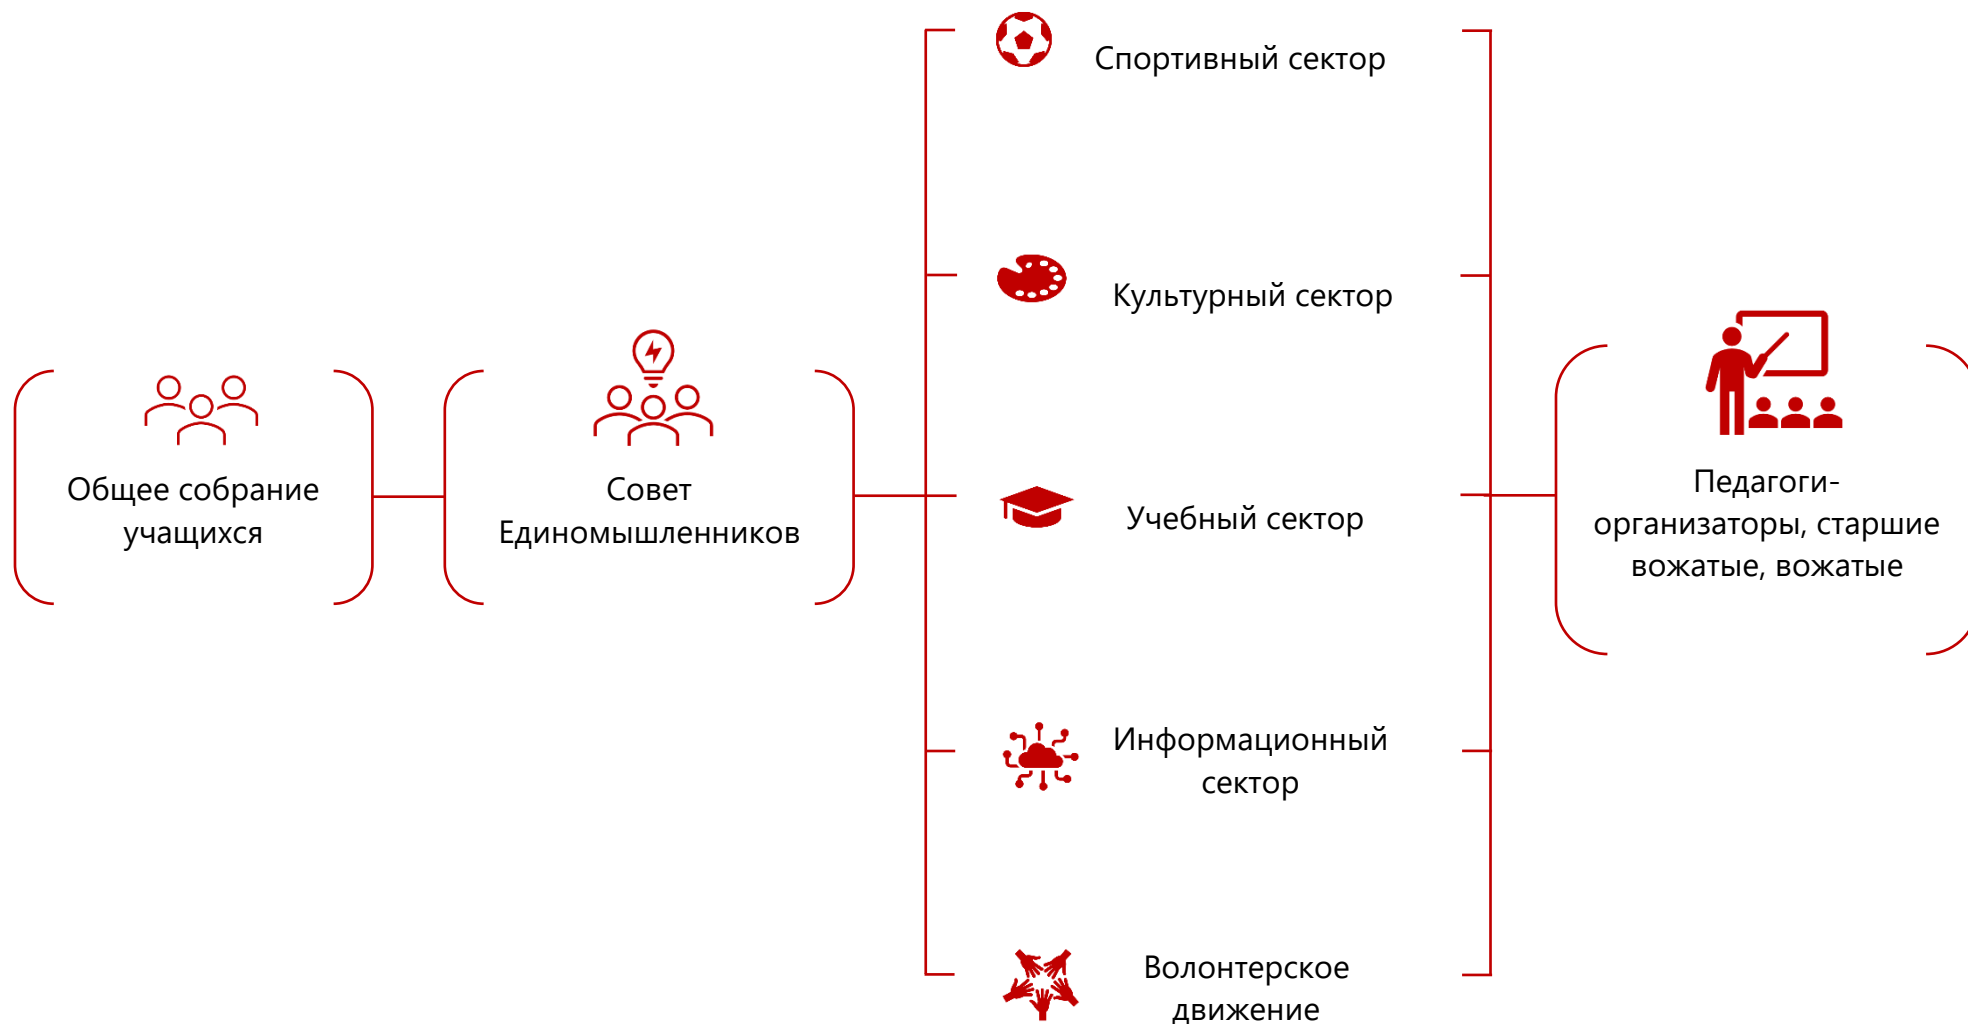 Общее собрание
учащихся
Совет
Единомышленников
Спортивный сектор
Культурный сектор
Учебный сектор
Информационный
сектор
Волонтерское
движение
Педагоги-
организаторы, старшие
вожатые, вожатые